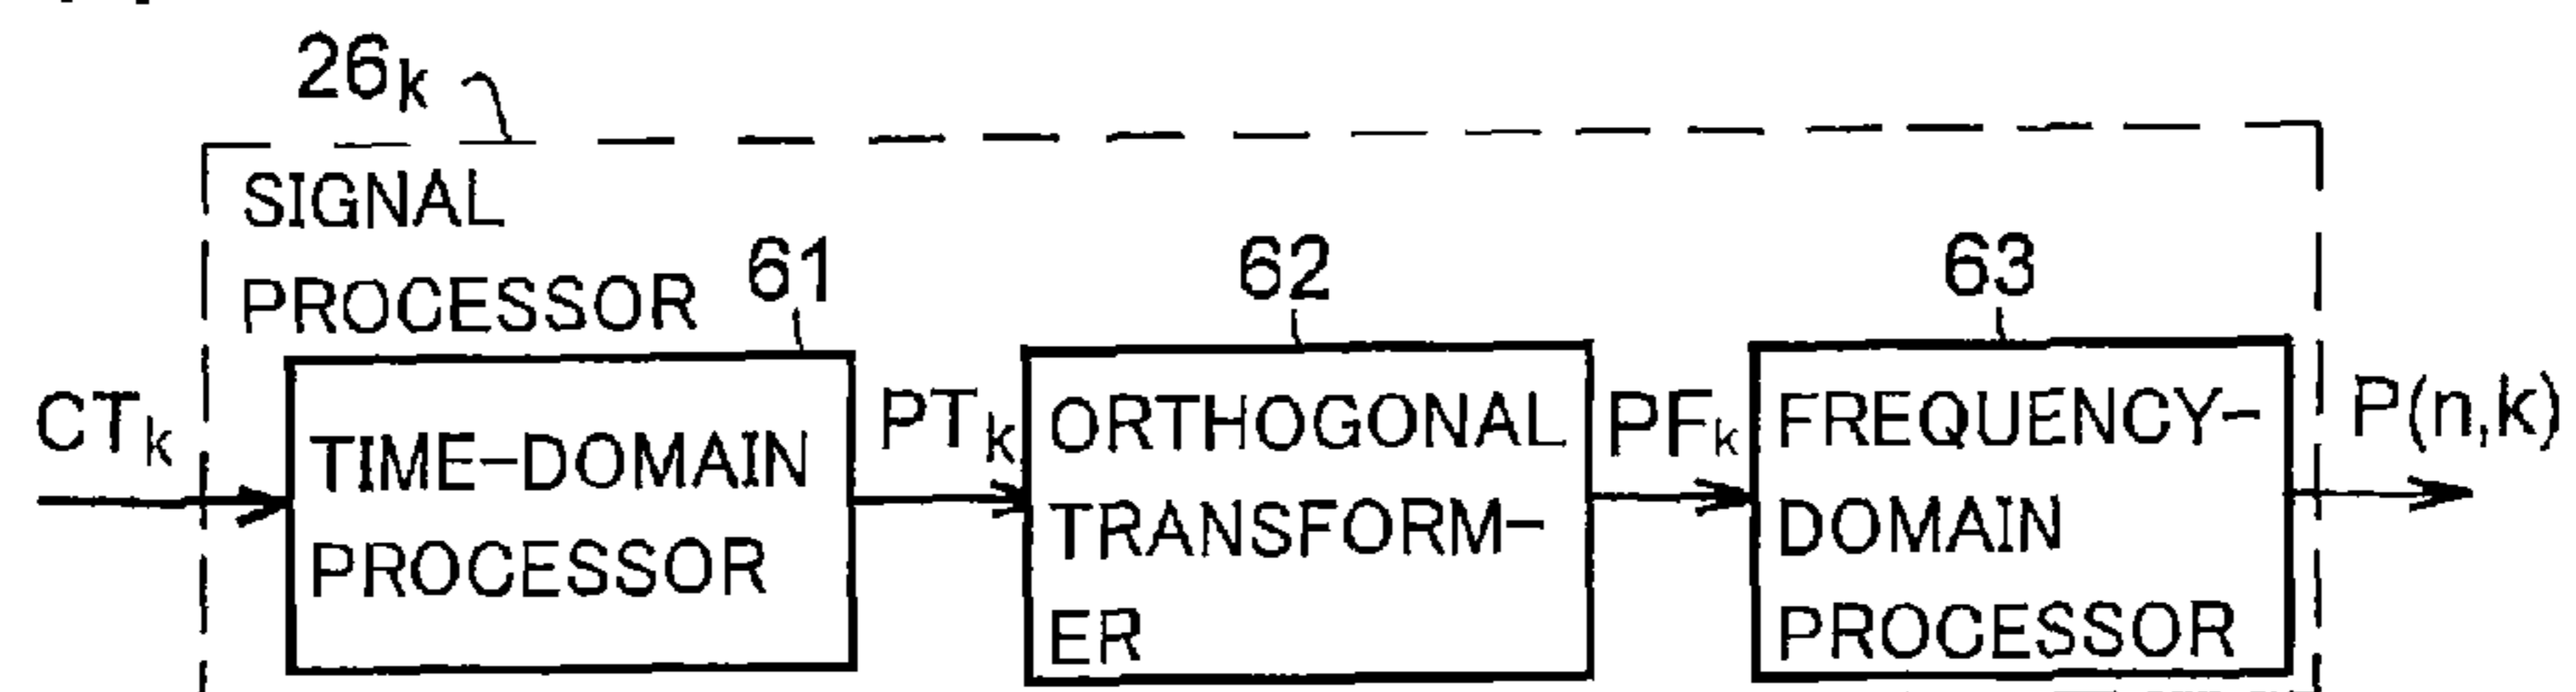 26k
SIGNAL
PROCESSOR
61
62
63
CTk
TIME-DOMAIN
PROCESSOR
PTk
ORTHOGONAL
TRANSFORM-
ER
PFk
FREQUENCY-
DOMAIN
PROCESSOR
P(n,k)